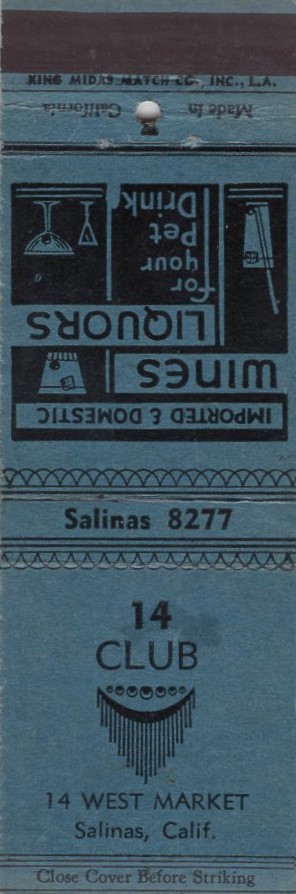 KING MIDAS MATCH CO., INC., L.A.
Made in California
IMPORTED & DOMESTIC
WINES
LIQUORS
for
your
Pet
Drink
Salinas 8277
14
CLUB
14 WEST MARKET
Salinas, Calif.
Close Cover Before Striking